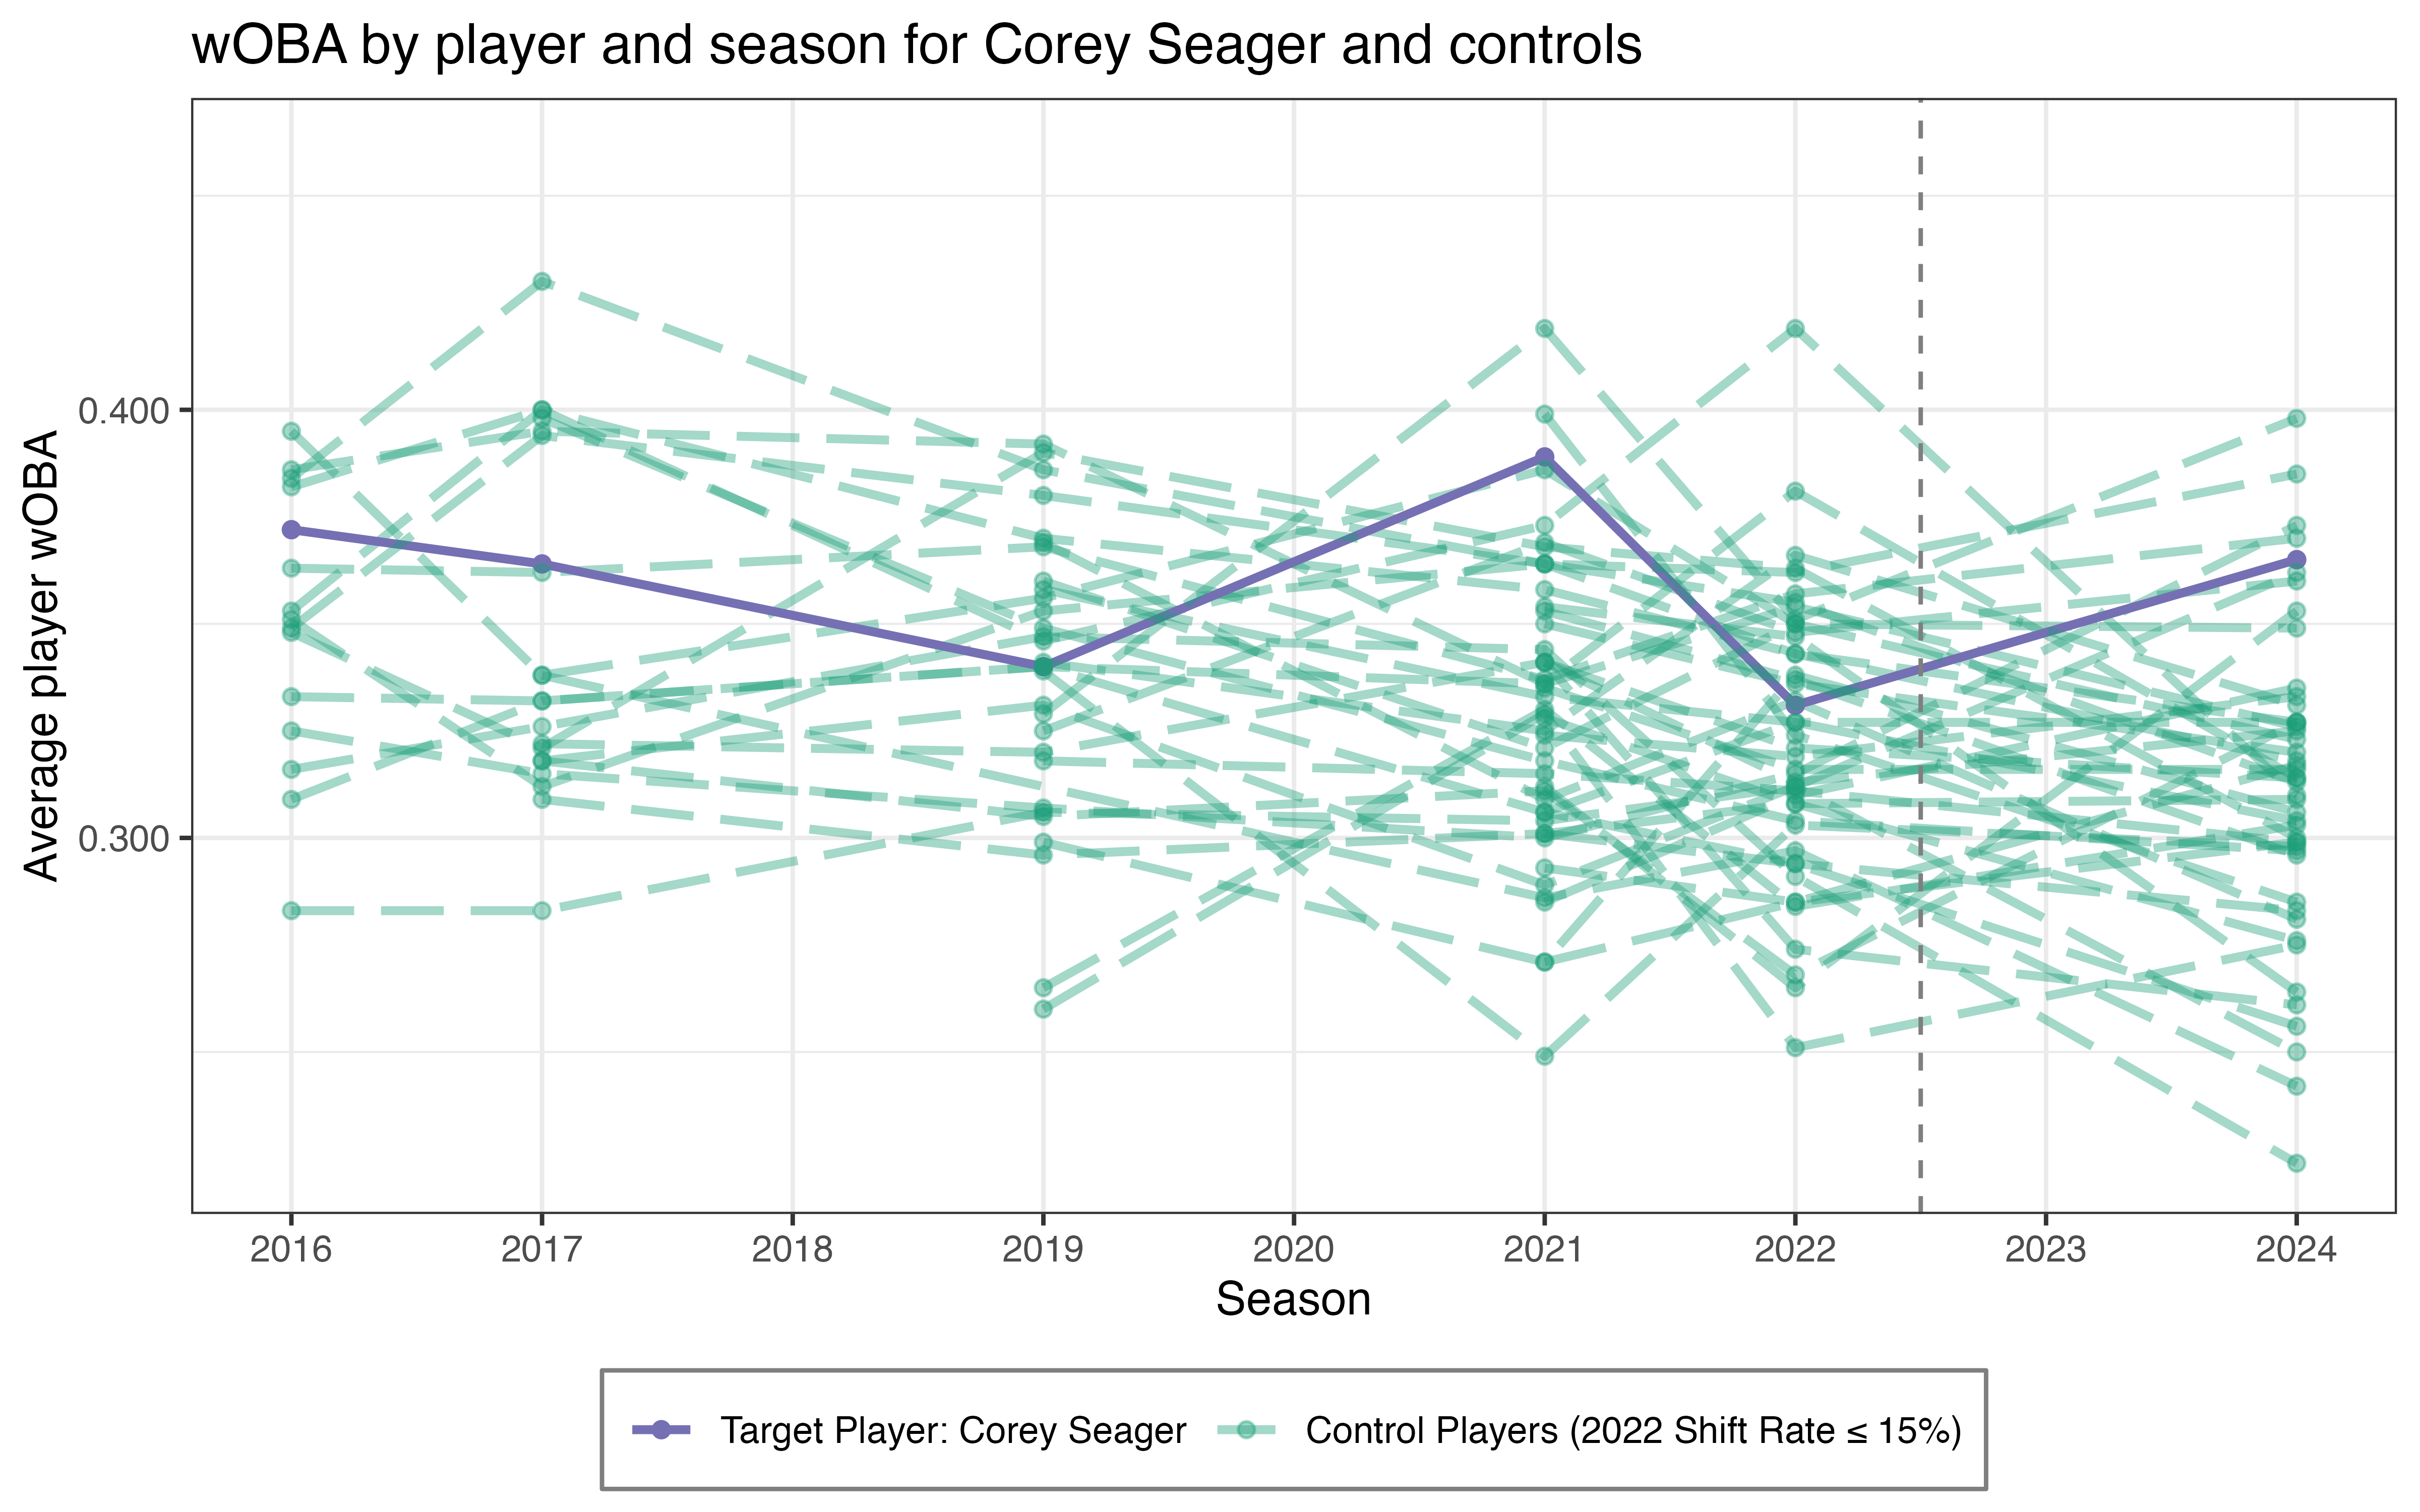 wOBA by player and season for Corey Seager and controls
Average player wOBA
0.400
0.300
2016 2017 2018 2019 2020 2021 2022 2023 2024
Season
Target Player: Corey Seager Control Players (2022 Shift Rate ≤ 15%)